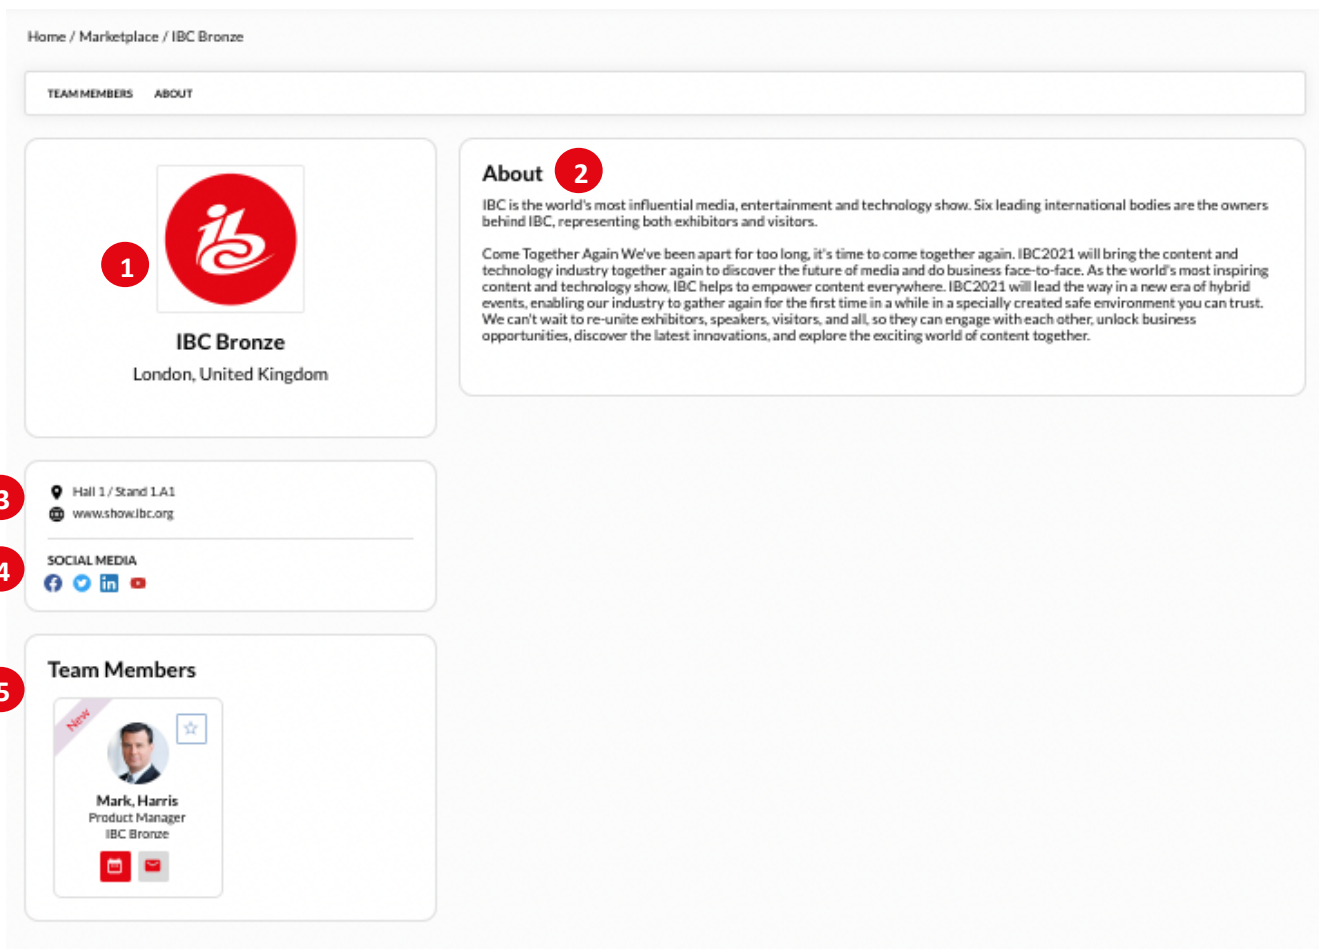 Home / Marketplace / IBC Bronze
TEAM MEMBERS ABOUT
1
IBC Bronze
London, United Kingdom
About 2
IBC is the world's most influential media, entertainment and technology show. Six leading international bodies are the owners
behind IBC, representing both exhibitors and visitors.
Come Together Again We've been apart for too long, it's time to come together again. IBC2021 will bring the content and
technology industry together again to discover the future of media and do business face-to-face. As the world's most inspiring
content and technology show, IBC helps to empower content everywhere. IBC2021 will lead the way in a new era of hybrid
events, enabling our industry to gather again for the first time in a while in a specially created safe environment you can trust.
We can't wait to re-unite exhibitors, speakers, visitors, and all, so they can engage with each other, unlock business
opportunities, discover the latest innovations, and explore the exciting world of content together.
3
Hall 1 / Stand 1.A1
www.show.ibc.org
4
SOCIAL MEDIA
5
Team Members
New
Mark, Harris
Product Manager
IBC Bronze